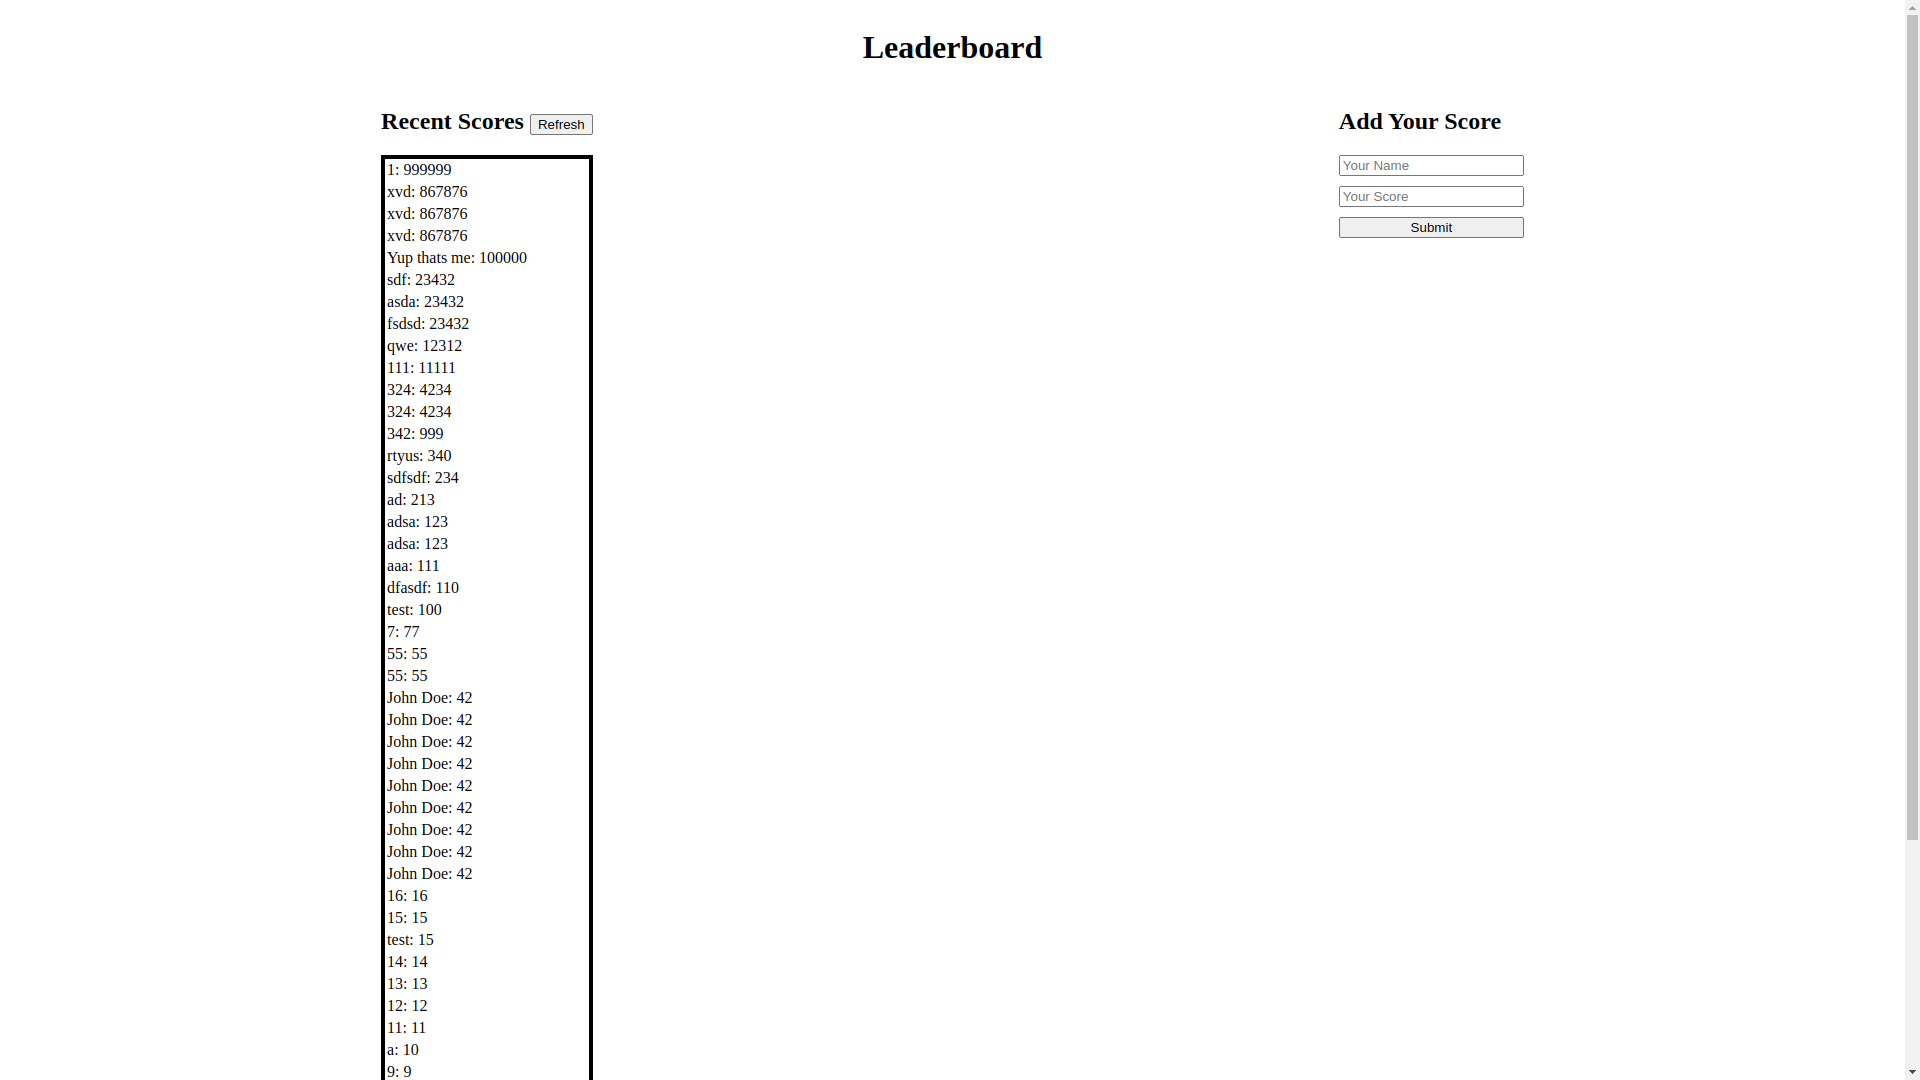 Leaderboard
Recent Scores Refresh
1: 999999
xvd: 867876
xvd: 867876
xvd: 867876
Yup thats me: 100000
sdf: 23432
asda: 23432
fsdsd: 23432
qwe: 12312
111: 11111
324: 4234
324: 4234
342: 999
rtyus: 340
sdfsdf: 234
ad: 213
adsa: 123
adsa: 123
aaa: 111
dfasdf: 110
test: 100
7: 77
55: 55
55: 55
John Doe: 42
John Doe: 42
John Doe: 42
John Doe: 42
John Doe: 42
John Doe: 42
John Doe: 42
John Doe: 42
John Doe: 42
16: 16
15: 15
test: 15
14: 14
13: 13
12: 12
11: 11
a: 10
9: 9
Add Your Score
Your Name
Your Score
Submit